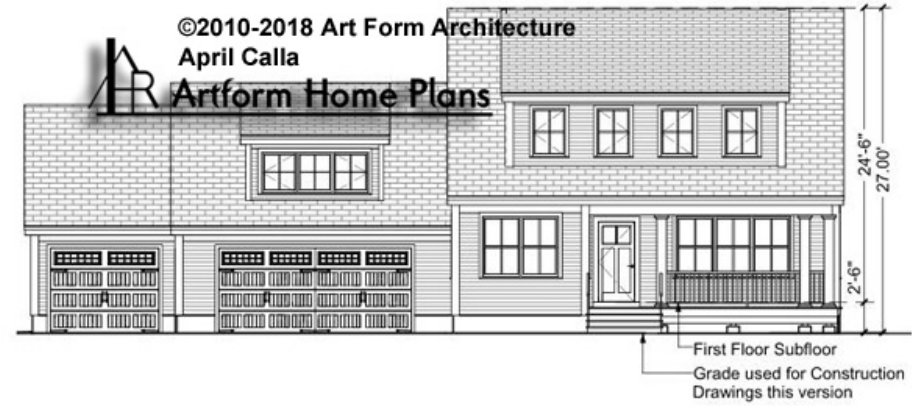 ©2010-2018 Art Form Architecture
April Calla
AHR Artform Home Plans
24'-6"
27.00'
2'-6"
First Floor Subfloor
Grade used for Construction
Drawings this version